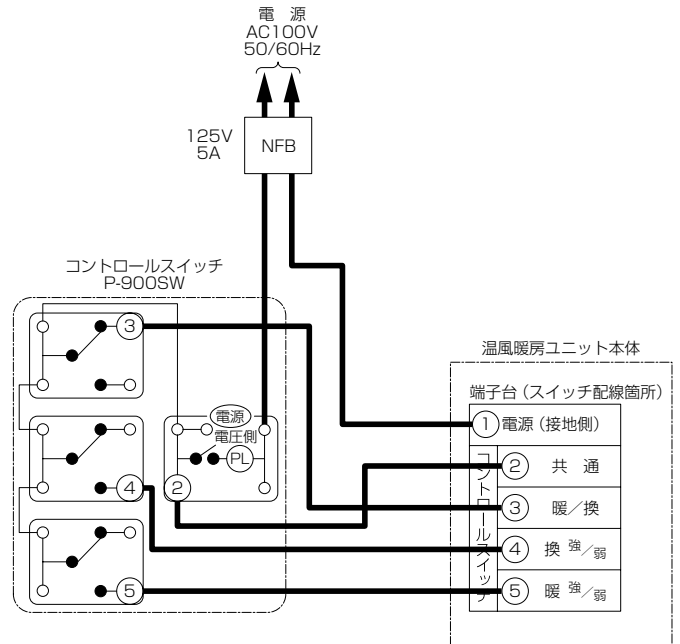 電 源
AC100V
50/60Hz
125V
5A
NFB
コントロールスイッチ
P-900SW
③
電源
電圧側
PL
②
④
⑤
温風暖房ユニット本体
端子台（スイッチ配線箇所）
① 電源（接地側）
コントロールスイッチ
② 共 通
③ 暖／換
④ 換 強／弱
⑤ 暖 強／弱